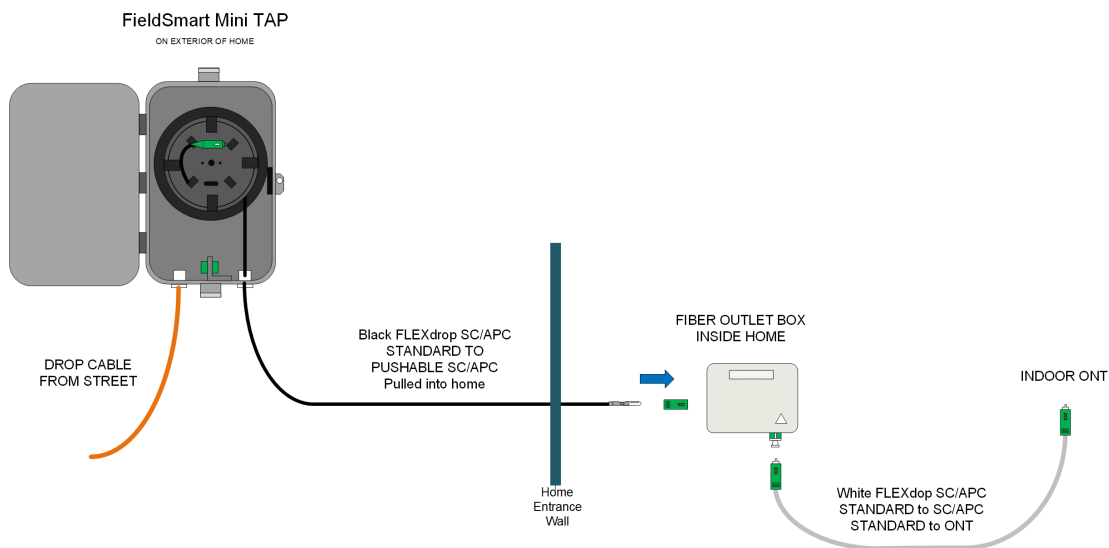 FieldSmart Mini TAP
ON EXTERIOR OF HOME
DROP CABLE
FROM STREET
Black FLEXdrop SC/APC
STANDARD TO
PUSHABLE SC/APC
Pulled into home
Home
Entrance
Wall
FIBER OUTLET BOX
INSIDE HOME
White FLEXdop SC/APC
STANDARD to SC/APC
STANDARD to ONT
INDOOR ONT